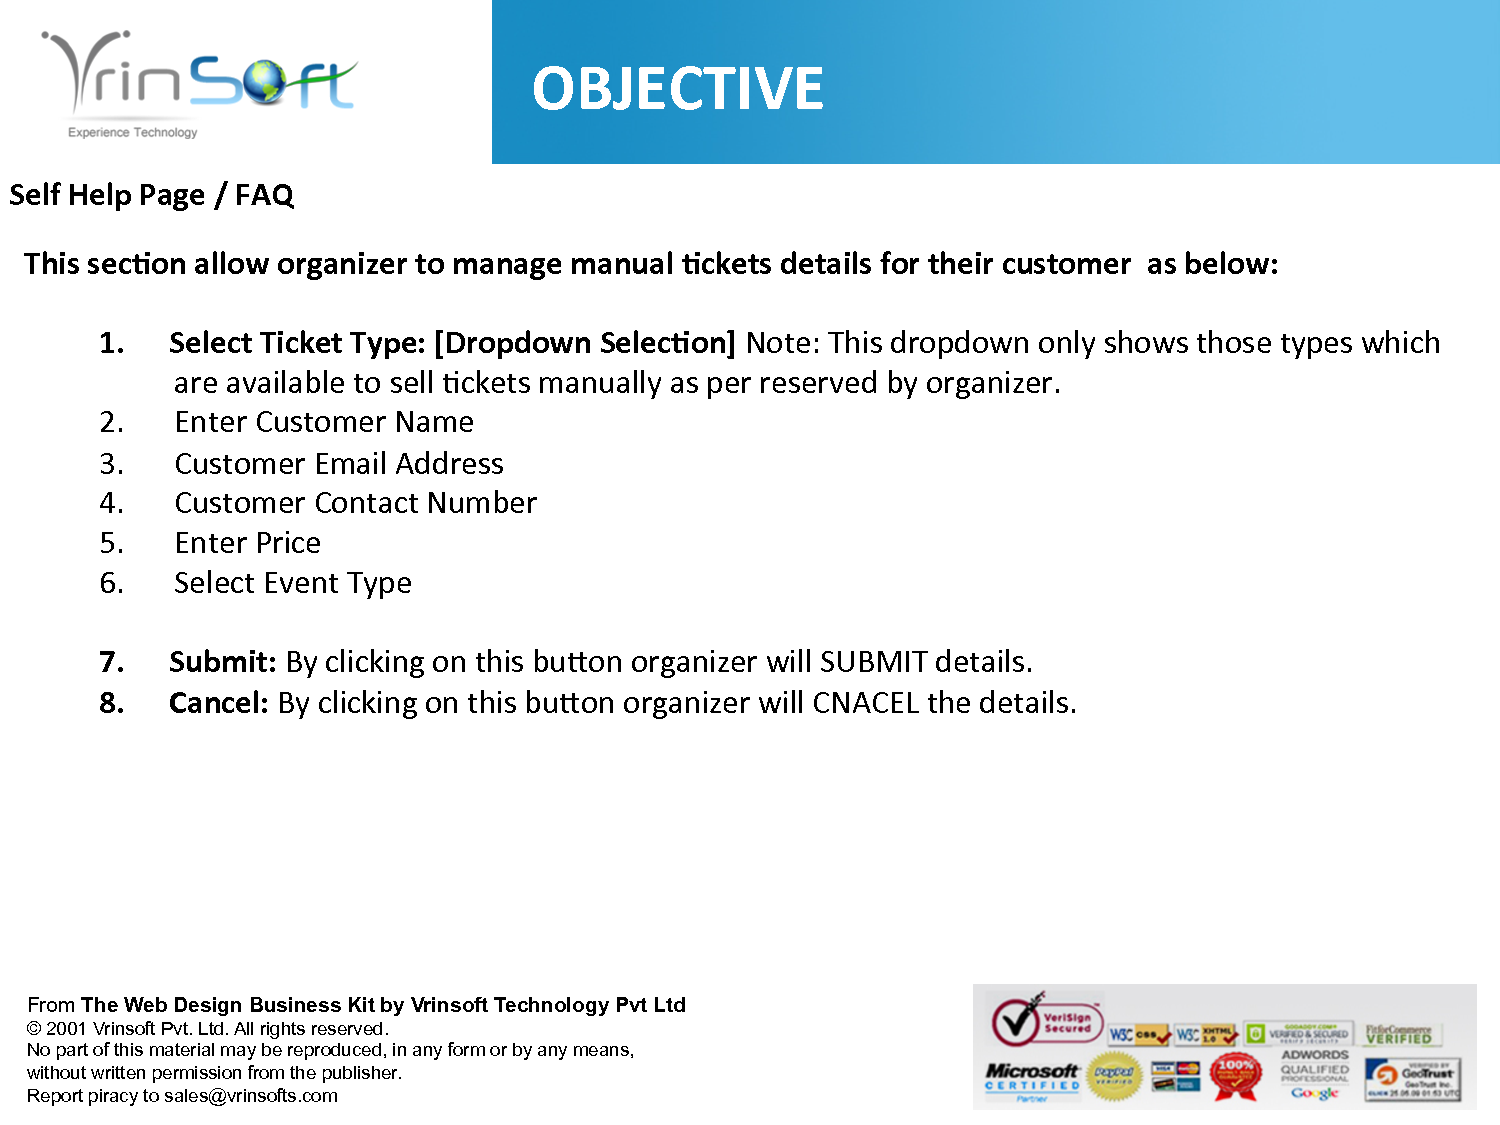 VrinSoft
Experience Technology
OBJECTIVE
Self Help Page / FAQ
This section allow organizer to manage manual tickets details for their customer  as below:
1. Select Ticket Type: [Dropdown Selection] Note: This dropdown only shows those types which
are available to sell tickets manually as per reserved by organizer.
2. Enter Customer Name
3. Customer Email Address
4. Customer Contact Number
5. Enter Price
6. Select Event Type
7. Submit: By clicking on this button organizer will SUBMIT details.
8. Cancel: By clicking on this button organizer will CNACEL the details.
From The Web Design Business Kit by Vrinsoft Technology Pvt Ltd
© 2001 Vrinsoft Pvt. Ltd. All rights reserved.
No part of this material may be reproduced, in any form or by any means,
without written permission from the publisher.
Report piracy to sales@vrinsofts.com
VeriSign
Secured
W3C CSS
W3C XHTML 1.0
VERIFIED & SECURED
VERIFIED
Microsoft
CERTIFIED
Partner
PayPal
VERIFIED
100%
ADWORDS
QUALIFIED
PROFESSIONAL
Google
VERIFIED BY
GeoTrust
GeoTrust Inc.